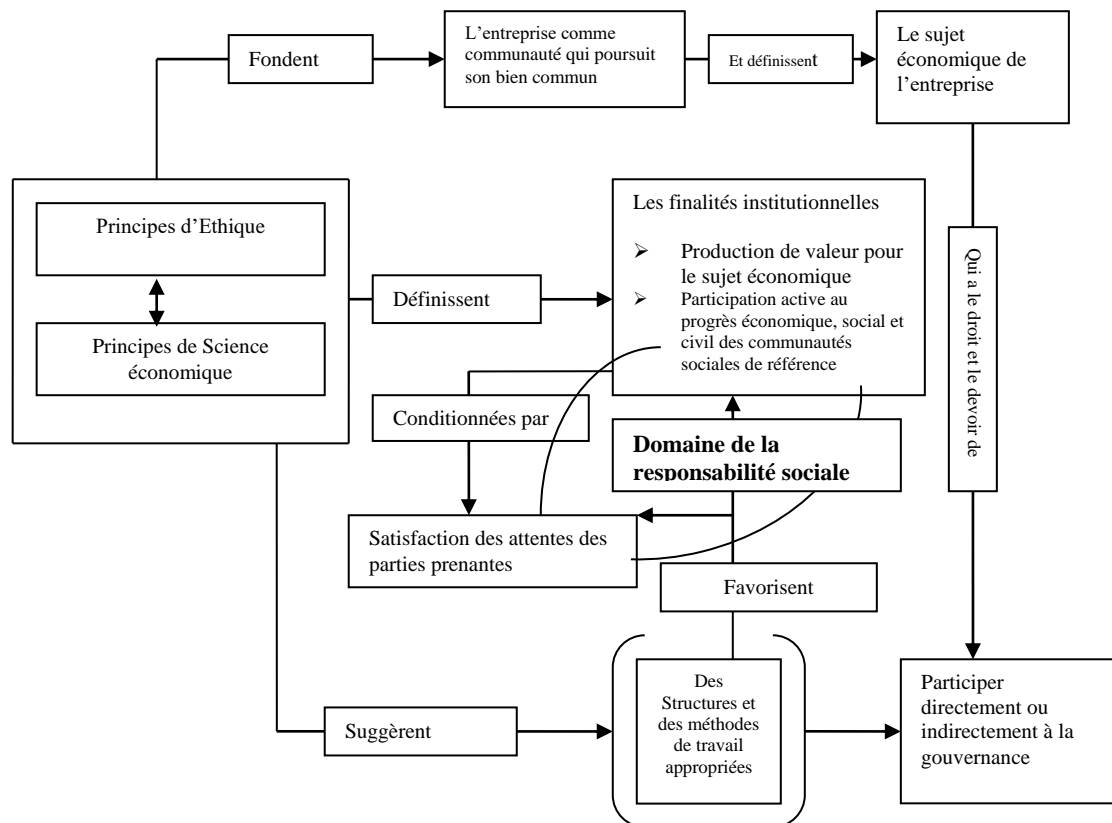 Fondent
L’entreprise comme
communauté qui poursuit
son bien commun
Et définissent
Le sujet
économique de
l’entreprise
Principes d’Ethique
Principes de Science
économique
Définissent
Les finalités institutionnelles
➢ Production de valeur pour
le sujet économique
➢ Participation active au
progrès économique, social et
civil des communautés
sociales de référence
Qui a le droit et le devoir de
Conditionnées par
Domaine de la
responsabilité sociale
Satisfaction des attentes des
parties prenantes
Favorisent
Suggèrent
Des
Structures et
des méthodes
de travail
appropriées
Participer
directement ou
indirectement à la
gouvernance